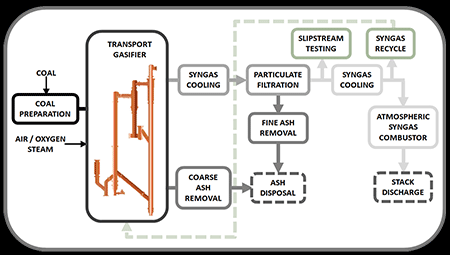 TRANSPORT
GASIFIER
SLIPSTREAM
TESTING
SYNGAS
RECYCLE
COAL
COAL
PREPARATION
AIR / OXYGEN
STEAM
SYNGAS
COOLING
PARTICULATE
FILTRATION
SYNGAS
COOLING
FINE ASH
REMOVAL
ATMOSPHERIC
SYNGAS
COMBUSTOR
COARSE
ASH
REMOVAL
ASH
DISPOSAL
STACK
DISCHARGE